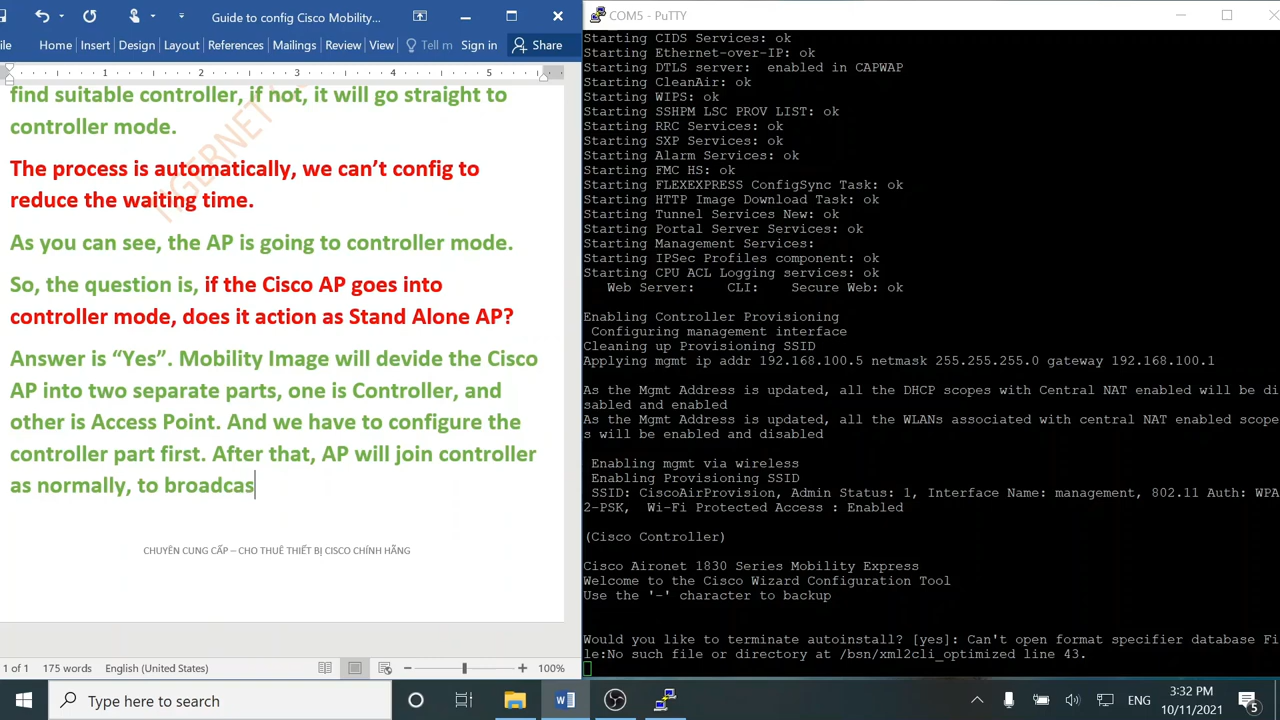 Guide to config Cisco Mobility...
File Home Insert Design Layout References Mailings Review View Tell m Sign in Share
1 2 3 4 5
find suitable controller, if not, it will go straight to
controller mode.
The process is automatically, we can't config to
reduce the waiting time.
As you can see, the AP is going to controller mode.
So, the question is, if the Cisco AP goes into
controller mode, does it action as Stand Alone AP?
Answer is “Yes”. Mobility Image will devide the Cisco
AP into two separate parts, one is Controller, and
other is Access Point. And we have to configure the
controller part first. After that, AP will join controller
as normally, to broadcas
CHUYÊN CUNG CẤP – CHO THUÊ THIẾT BỊ CISCO CHÍNH HÃNG
1 of 1 175 words English (United States) 100%
COM5 - PuTTY
Starting CIDS Services: ok
Starting Ethernet-over-IP: ok
Starting DTLS server:  enabled in CAPWAP
Starting CleanAir: ok
Starting WIPS: ok
Starting SSHPM LSC PROV LIST: ok
Starting RRC Services: ok
Starting SXP Services: ok
Starting Alarm Services: ok
Starting FMC HS: ok
Starting FLEXEXPRESS ConfigSync Task: ok
Starting HTTP Image Download Task: ok
Starting Tunnel Services New: ok
Starting Portal Server Services: ok
Starting Management Services:
Starting IPSec Profiles component: ok
Starting CPU ACL Logging services: ok
Web Server:    CLI:    Secure Web: ok
Enabling Controller Provisioning
Configuring management interface
Cleaning up Provisioning SSID
Applying mgmt ip addr 192.168.100.5 netmask 255.255.255.0 gateway 192.168.100.1
As the Mgmt Address is updated, all the DHCP scopes with Central NAT enabled will be di
sabled and enabled
As the Mgmt Address is updated, all the WLANs associated with central NAT enabled scope
s will be enabled and disabled
Enabling mgmt via wireless
Enabling Provisioning SSID
SSID: CiscoAirProvision, Admin Status: 1, Interface Name: management, 802.11 Auth: WPA
2-PSK,  Wi-Fi Protected Access : Enabled
(Cisco Controller)
Cisco Aironet 1830 Series Mobility Express
Welcome to the Cisco Wizard Configuration Tool
Use the '-' character to backup
Would you like to terminate autoinstall? [yes]: Can't open format specifier database Fi
le:No such file or directory at /bsn/xml2cli_optimized line 43.
Type here to search
ENG
3:32 PM
10/11/2021
5